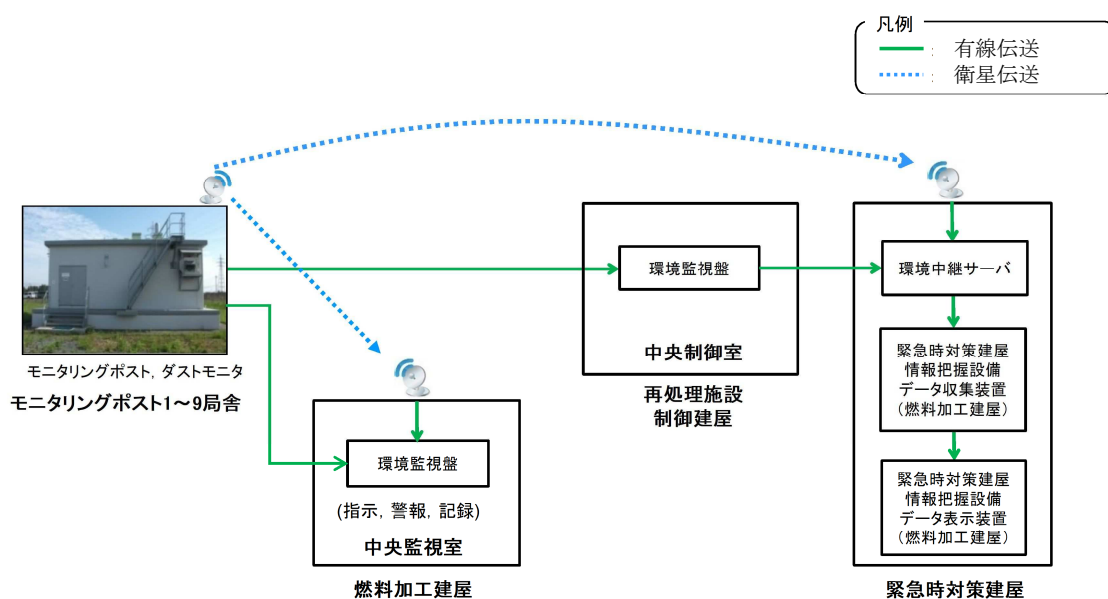 凡例
: 有線伝送
: 衛星伝送
モニタリングポスト, ダストモニタ
モニタリングポスト1~9局舎
環境監視盤
(指示, 警報, 記録)
中央監視室
燃料加工建屋
環境監視盤
中央制御室
再処理施設
制御建屋
環境中継サーバ
緊急時対策建屋
情報把握設備
データ収集装置
(燃料加工建屋)
緊急時対策建屋
情報把握設備
データ表示装置
(燃料加工建屋)
緊急時対策建屋